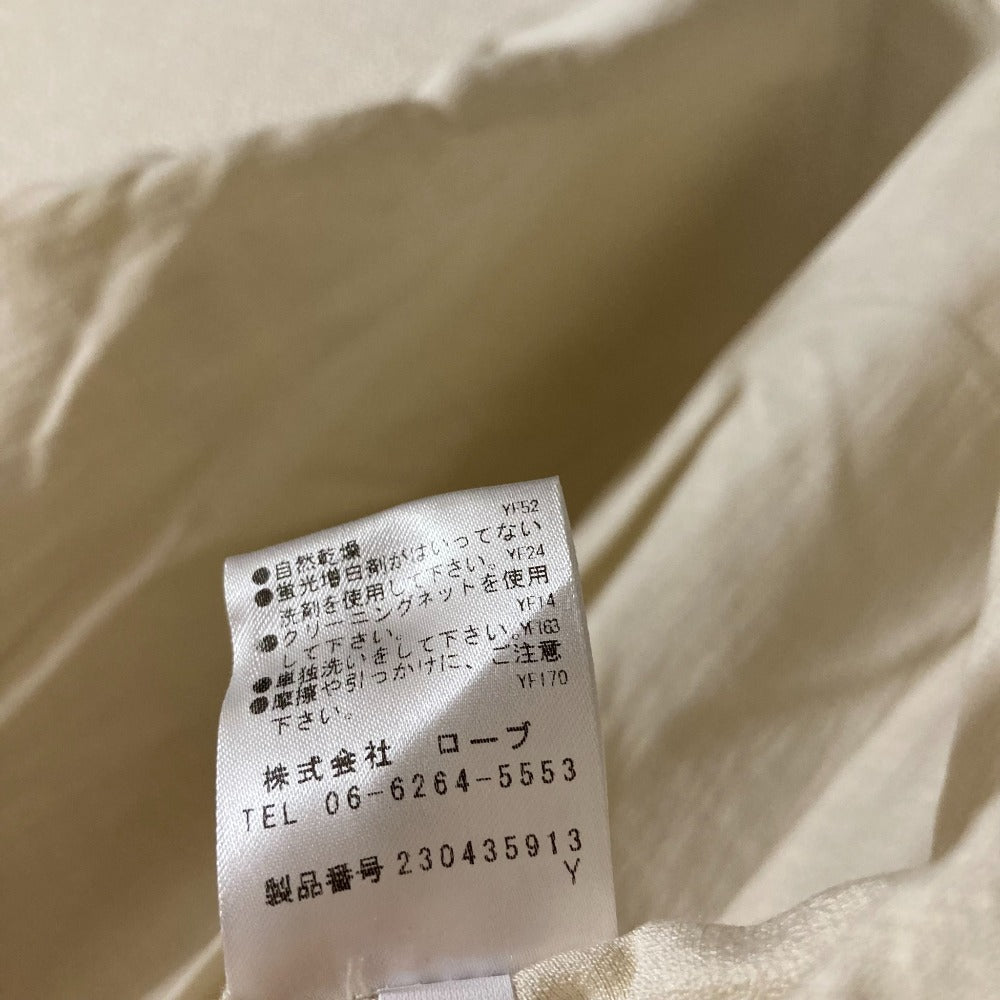 ●自然乾燥 YF52
●蛍光増白剤がはいってない
洗剤を使用して下さい。 YF24
●クリーニングネットを使用
して下さい。 YF14
●単独洗いをして下さい。YF163
●摩擦や引っかけに、ご注意
下さい。 YF170
株式会社 ローブ
TEL 06-6264-5553
製品番号 230435913
Y